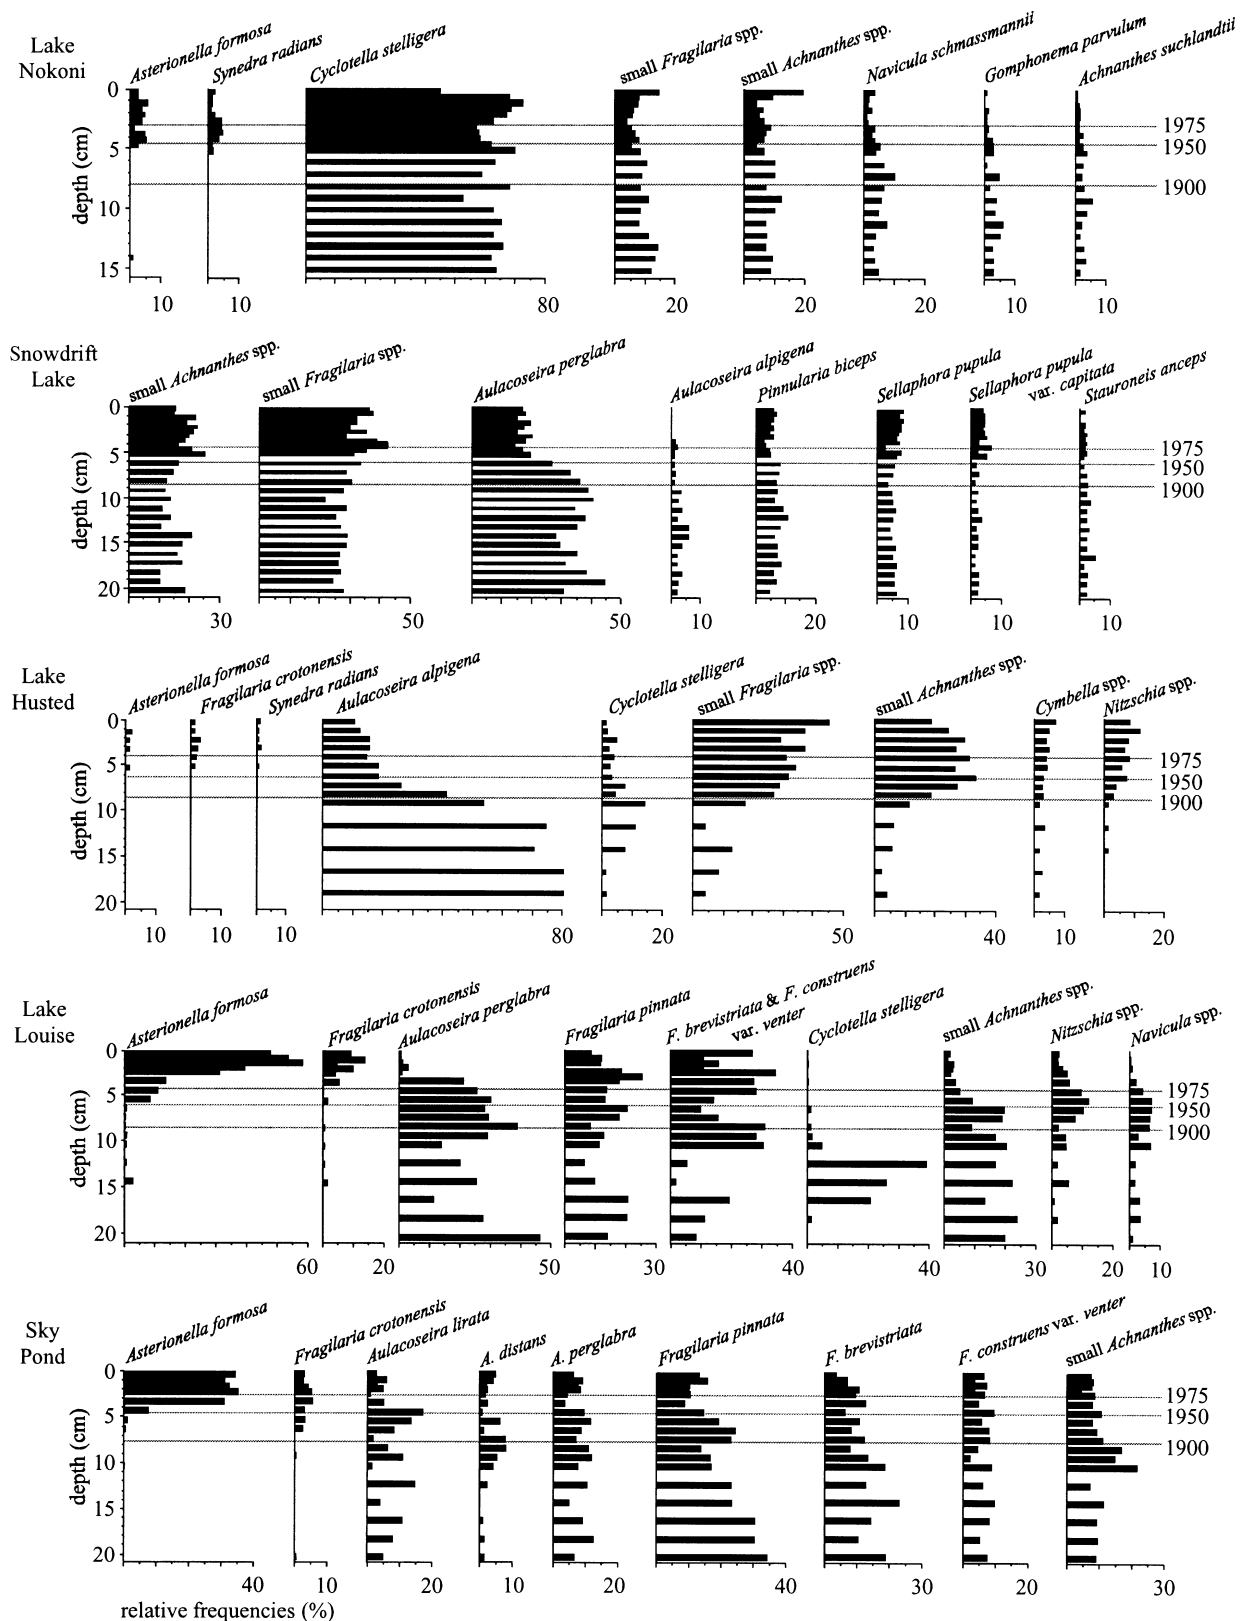 Lake
Nokoni
Asterionella formosa
Synedra radians
Cyclotella stelligera
small Fragilaria spp.
small Achnanthes spp.
Navicula schmassmannii
Gomphonema parvulum
Achnanthes suchlandtii
depth (cm)
0
5
10
15
1975
1950
1900
10 10 80 20 20 20 10 10
Snowdrift
Lake
small Achnanthes spp.
small Fragilaria spp.
Aulacoseira perglabra
Aulacoseira alpigena
Pinnularia biceps
Sellaphora pupula
Sellaphora pupula
var. capitata
Stauroneis anceps
depth (cm)
0
5
10
15
20
1975
1950
1900
30 50 50 10 20 10 10 10
Lake
Husted
Asterionella formosa
Fragilaria crotonensis
Synedra radians
Aulacoseira alpigena
Cyclotella stelligera
small Fragilaria spp.
small Achnanthes spp.
Cymbella spp.
Nitzschia spp.
depth (cm)
0
5
10
15
20
1975
1950
1900
10 10 10 80 20 50 40 10 20
Lake
Louise
Asterionella formosa
Fragilaria crotonensis
Aulacoseira perglabra
Fragilaria pinnata
F. brevistriata & F. construens
var. venter
Cyclotella stelligera
small Achnanthes spp.
Nitzschia spp.
Navicula spp.
depth (cm)
0
5
10
15
20
1975
1950
1900
60 20 50 30 40 40 30 20 10
Sky
Pond
Asterionella formosa
Fragilaria crotonensis
Aulacoseira lirata
A. distans
A. perglabra
Fragilaria pinnata
F. brevistriata
F. construens var. venter
small Achnanthes spp.
depth (cm)
0
5
10
15
20
1975
1950
1900
40 10 20 10 20 40 30 20 30
relative frequencies (%)